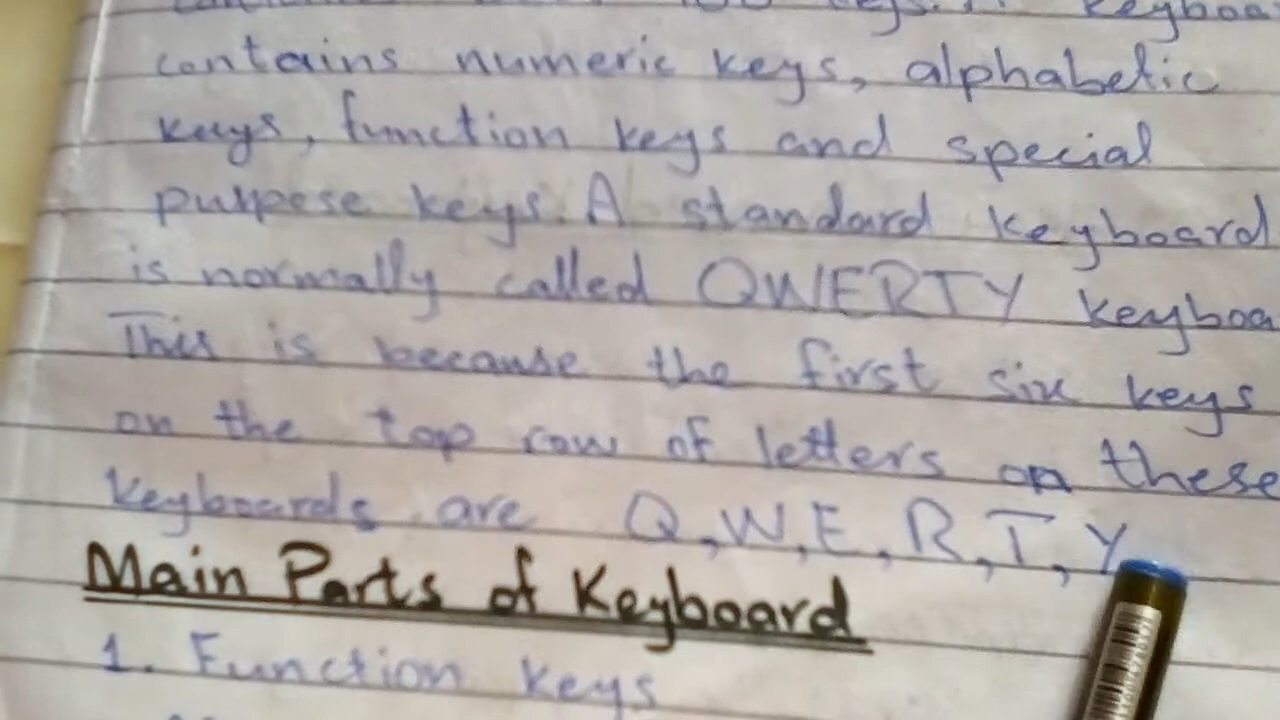 keys.
contains numeric keys, alphabetic
keys, function keys and special
purpose keys. A standard keyboard
is normally called QWERTY keyboa
This is because the first six keys
on the top row of letters on these
keyboards are Q, W, E, R, T, Y
Main Parts of Keyboard
1. Function keys